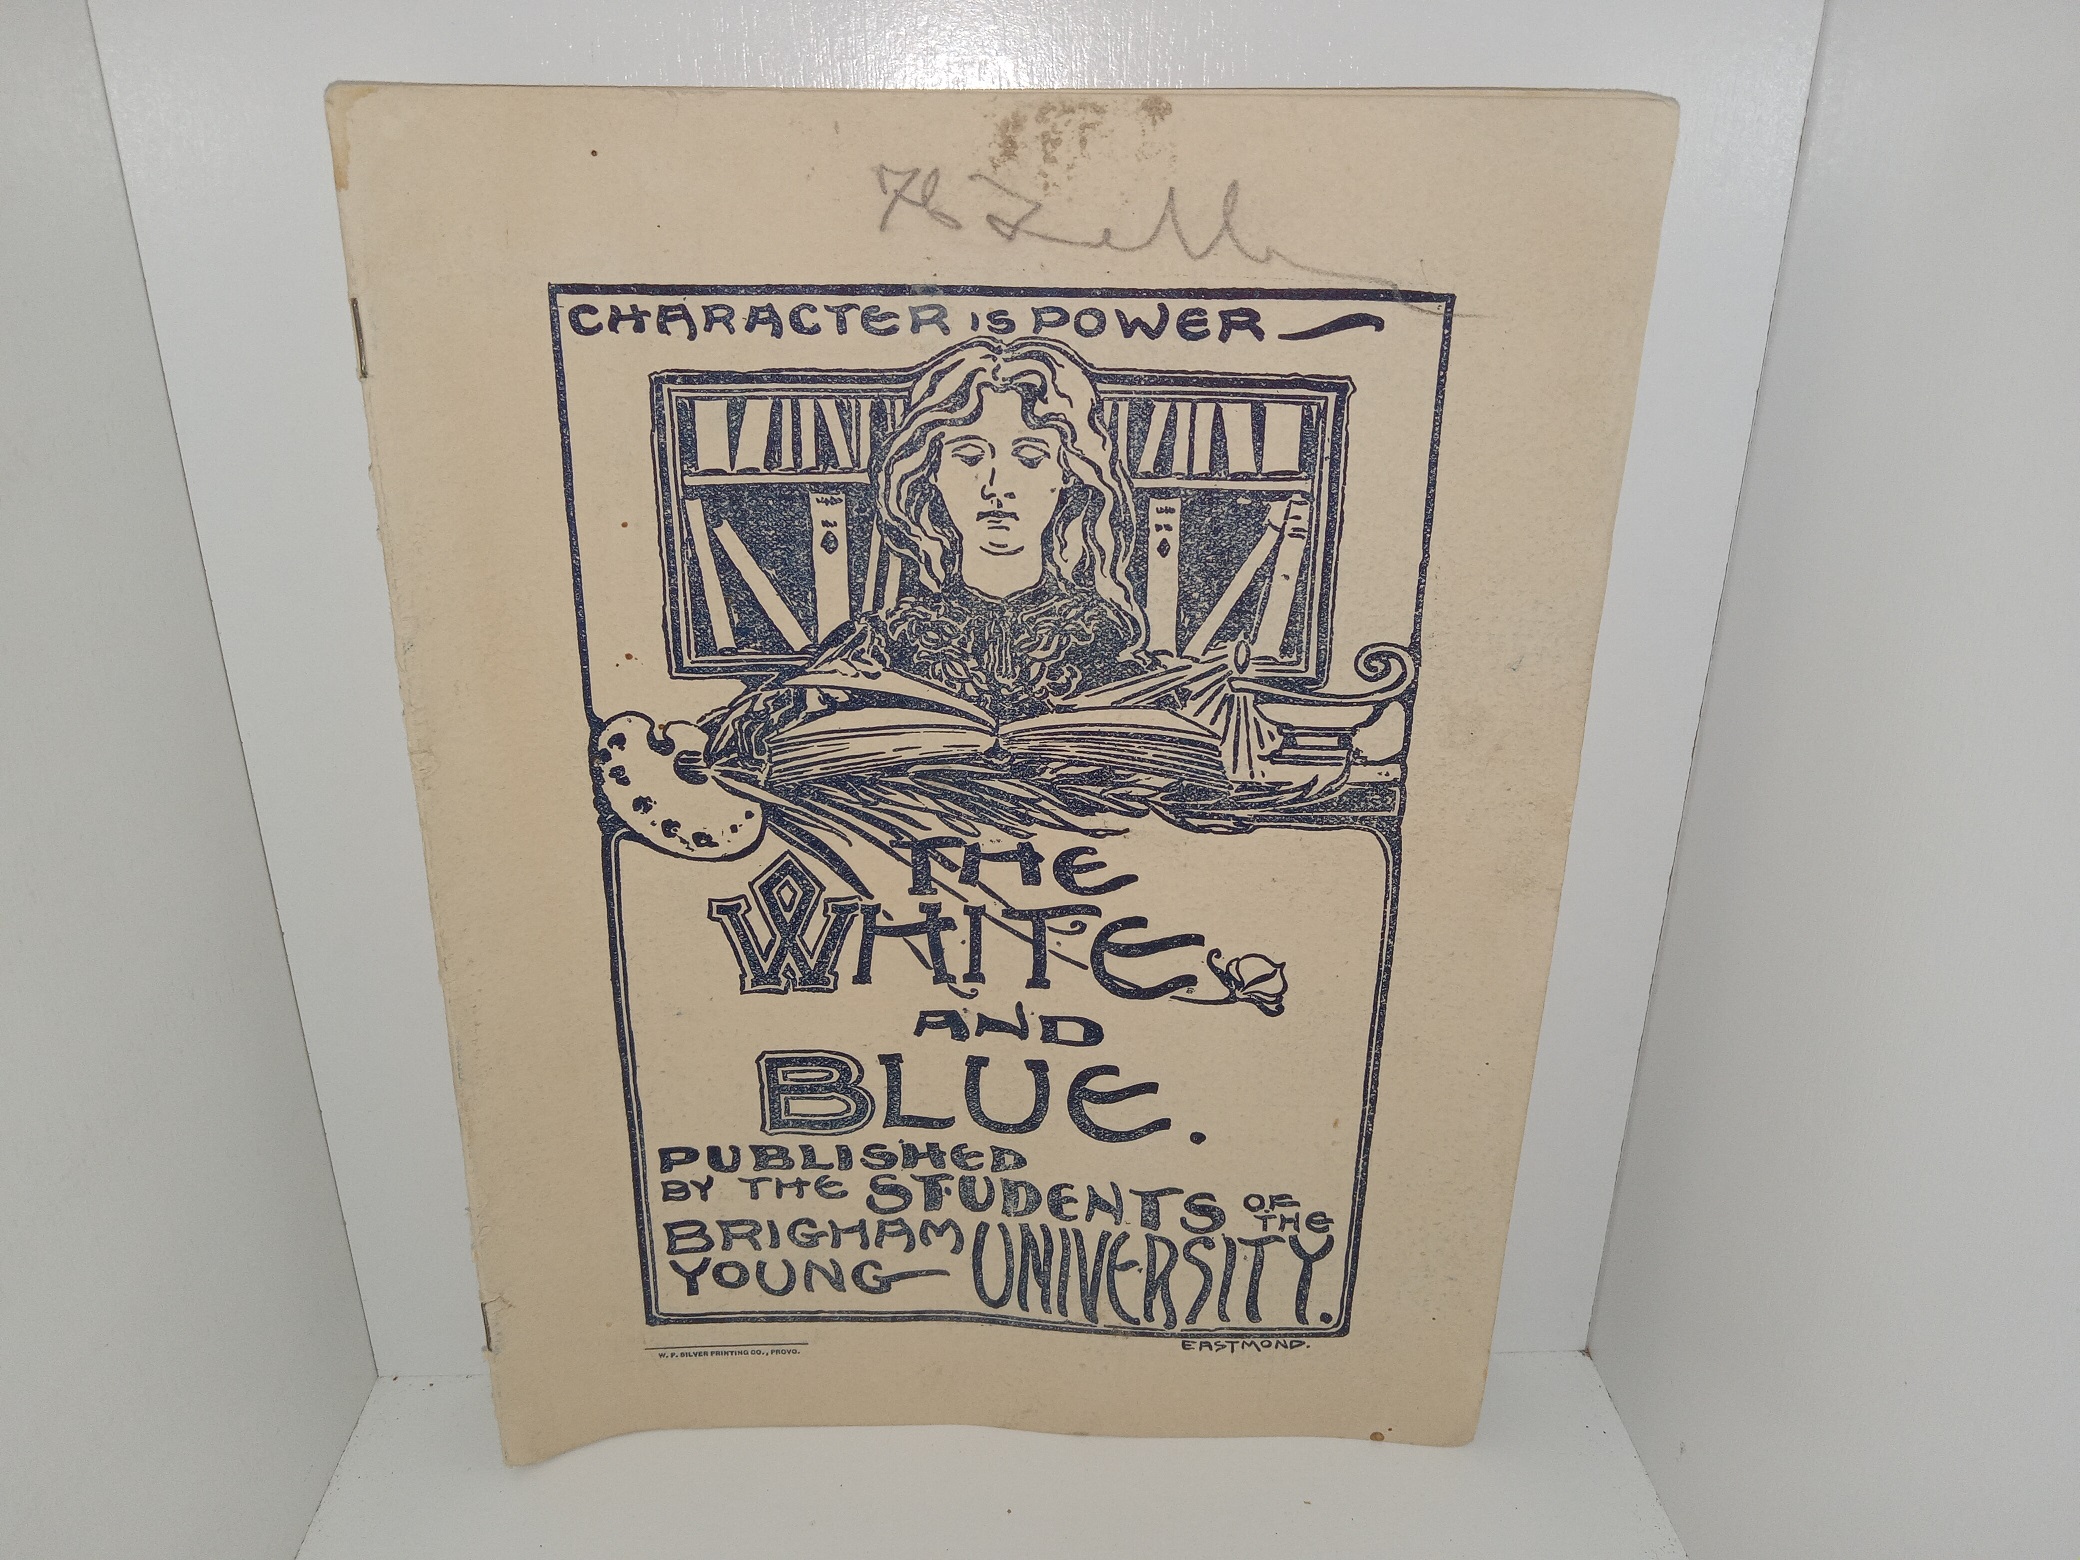 CHARACTER IS POWER
THE
WHITE
AND
BLUE.
PUBLISHED
BY THE STUDENTS OF THE
BRIGHAM
YOUNG UNIVERSITY.
EASTMOND.
W. P. SILVER PRINTING CO., PROVO.